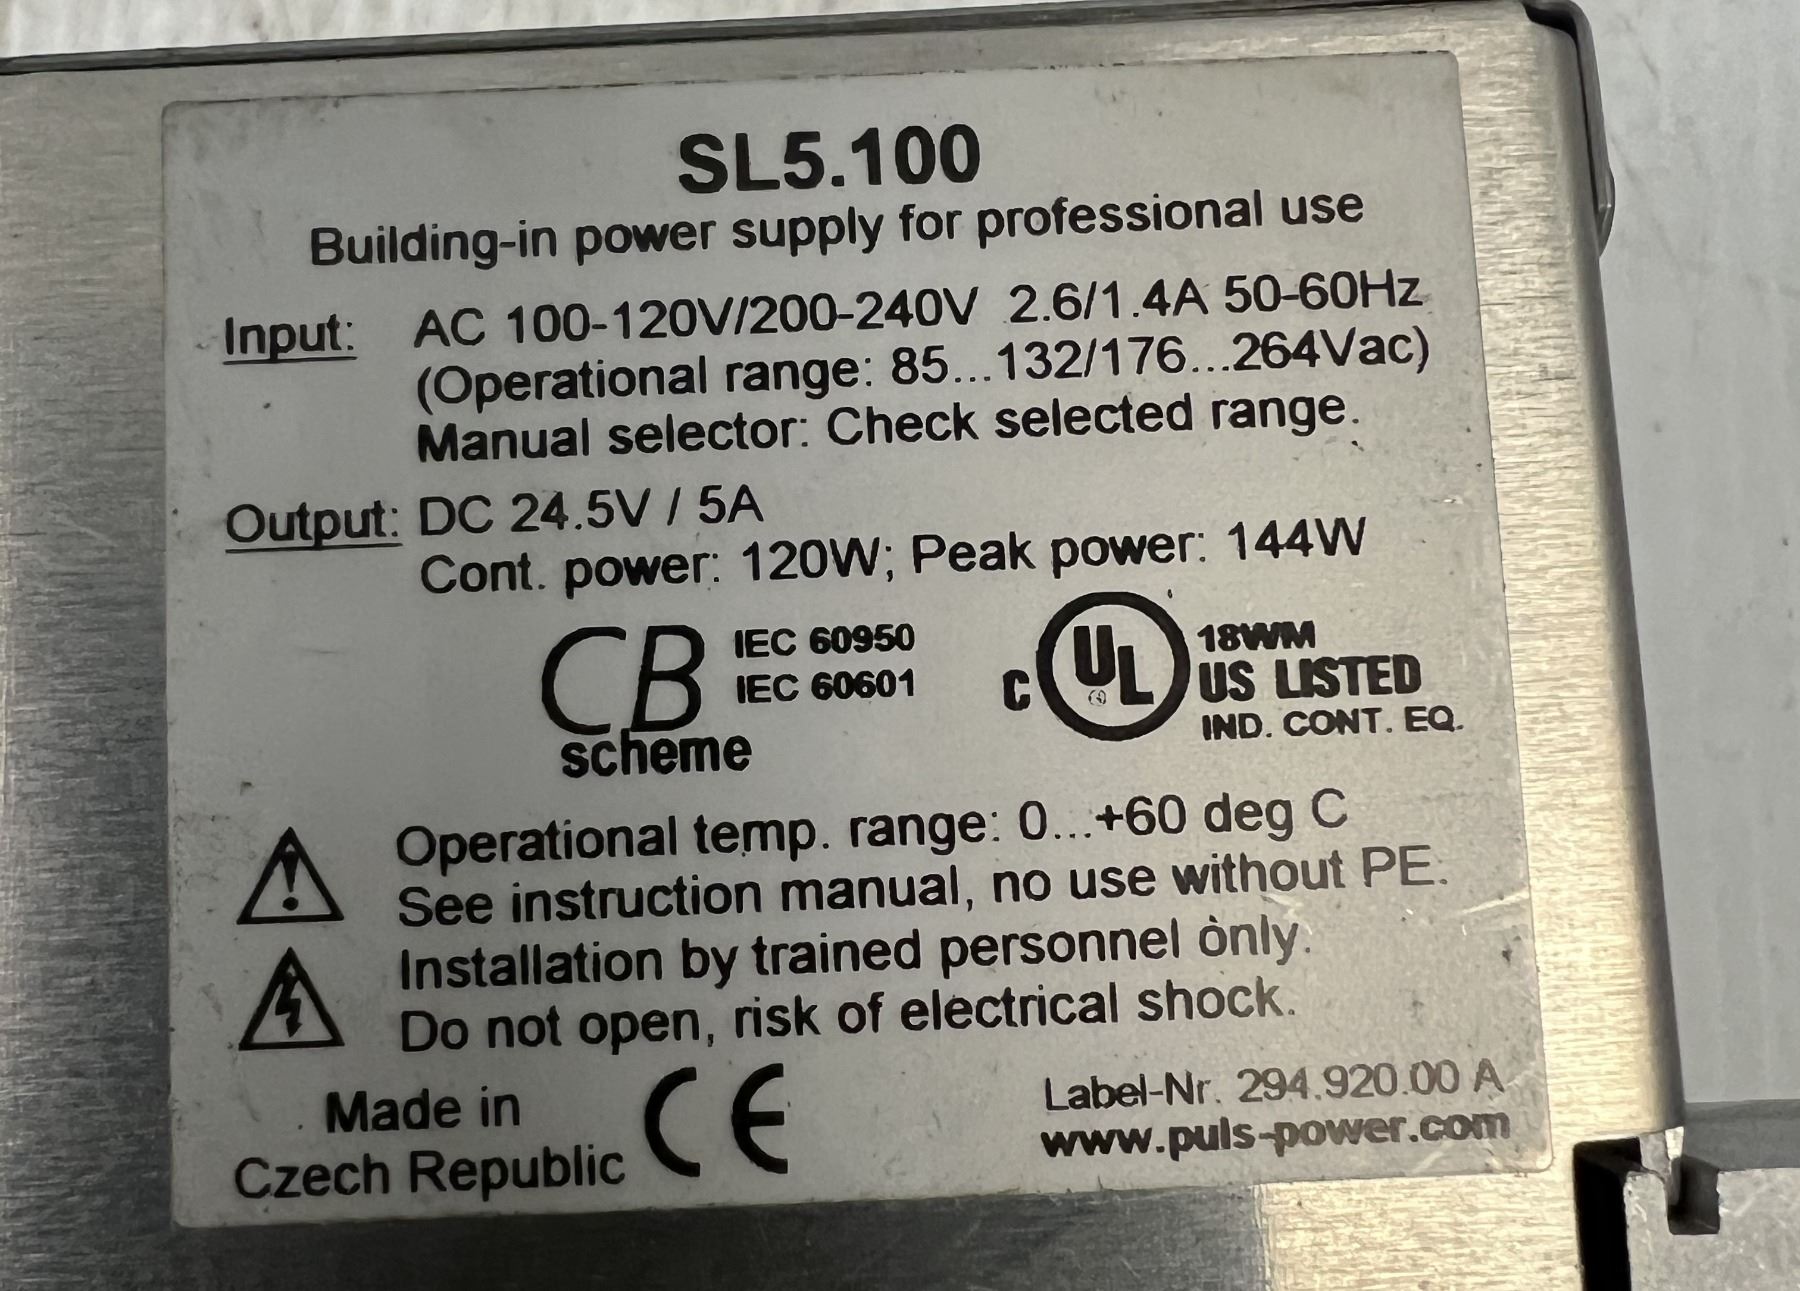 SL5.100
Building-in power supply for professional use
Input: AC 100-120V/200-240V 2.6/1.4A 50-60Hz
(Operational range: 85...132/176...264Vac)
Manual selector: Check selected range.
Output: DC 24.5V / 5A
Cont. power: 120W; Peak power: 144W
CB scheme
IEC 60950
IEC 60601
C UL US LISTED
18WM
IND. CONT. EQ.
Operational temp. range: 0...+60 deg C
See instruction manual, no use without PE.
Installation by trained personnel only.
Do not open, risk of electrical shock.
Made in
Czech Republic
CE
Label-Nr. 294.920.00 A
www.puls-power.com